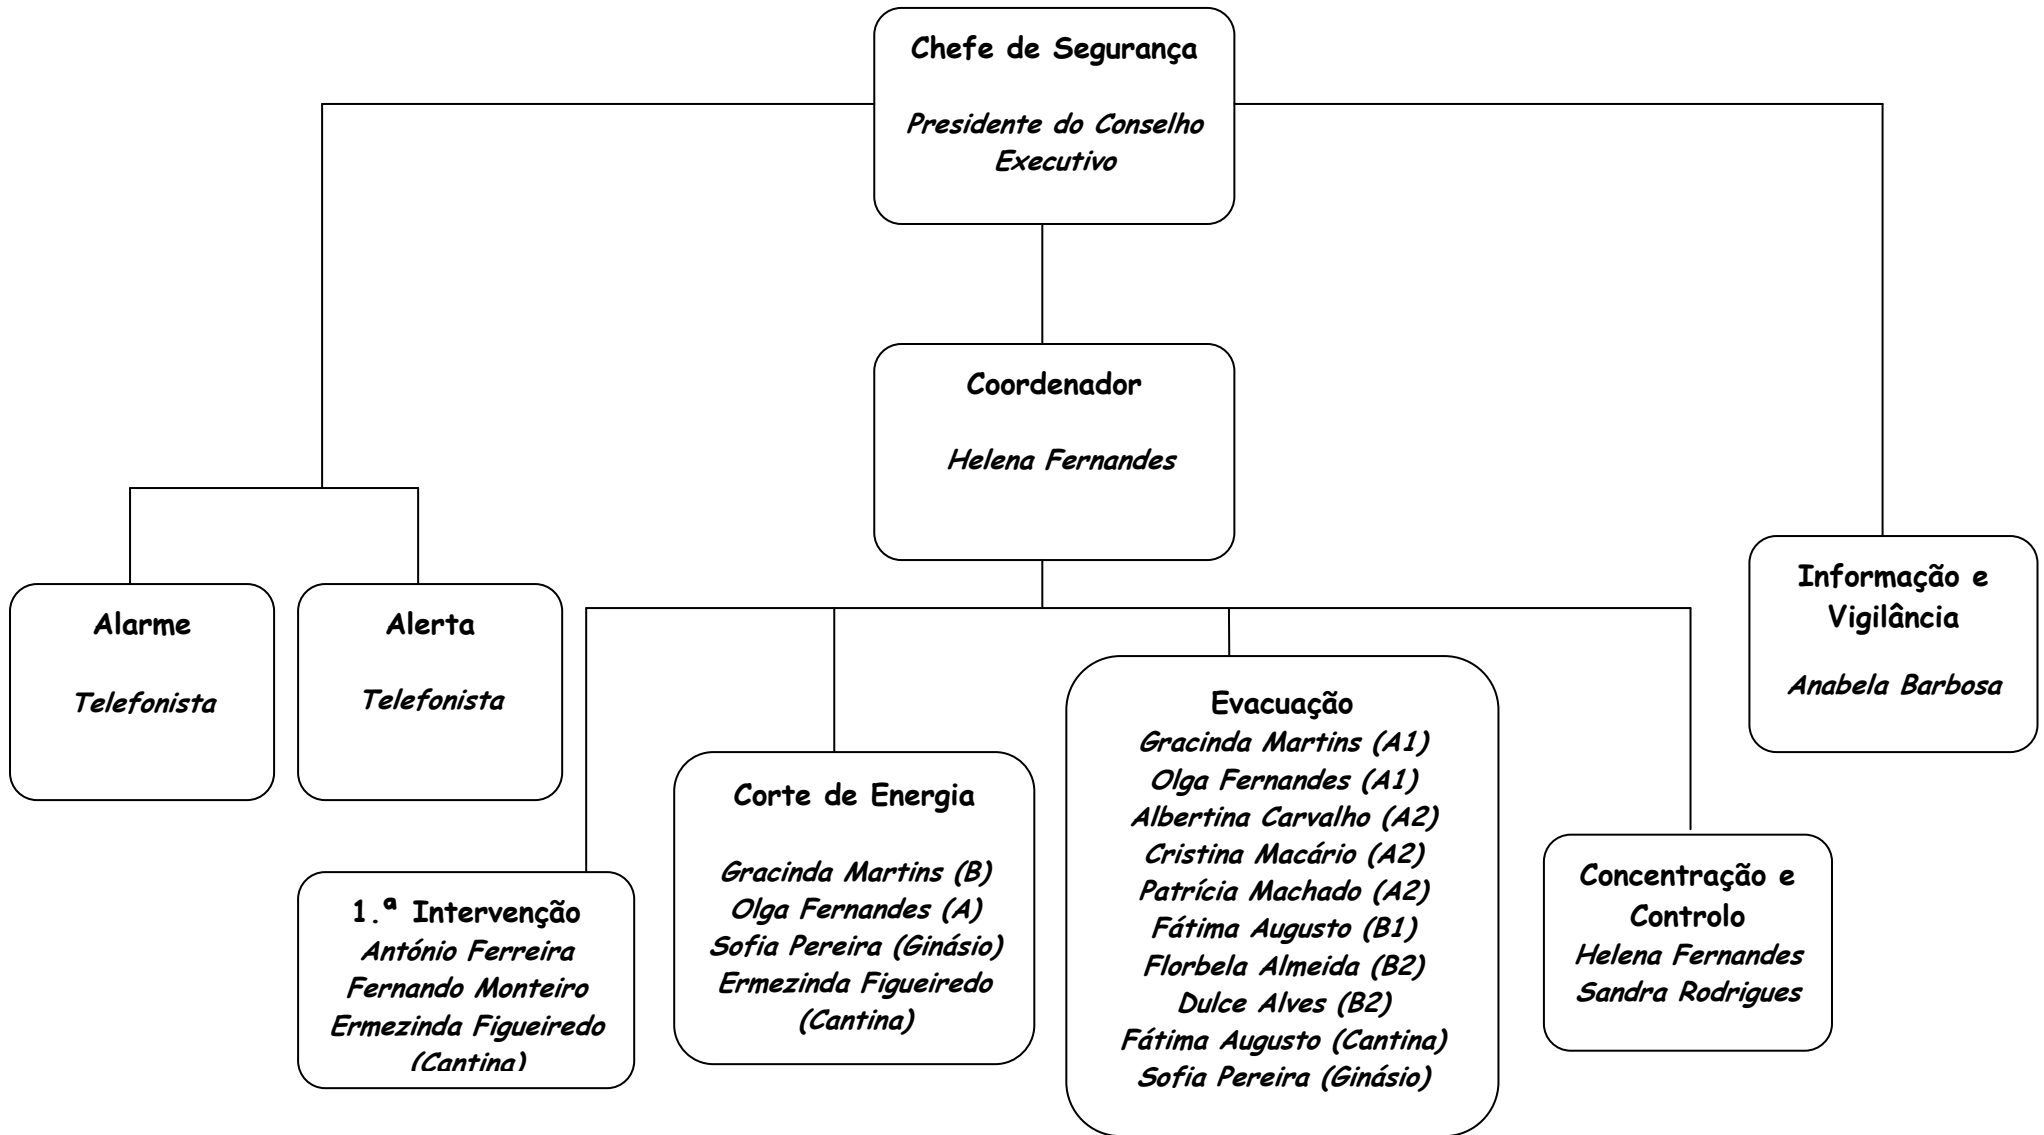 Chefe de Segurança
Presidente do Conselho
Executivo
Coordenador
Helena Fernandes
Alarme
Telefonista
Alerta
Telefonista
Informação e
Vigilância
Anabela Barbosa
1.ª Intervenção
António Ferreira
Fernando Monteiro
Ermezinda Figueiredo
(Cantina)
Corte de Energia
Gracinda Martins (B)
Olga Fernandes (A)
Sofia Pereira (Ginásio)
Ermezinda Figueiredo
(Cantina)
Evacuação
Gracinda Martins (A1)
Olga Fernandes (A1)
Albertina Carvalho (A2)
Cristina Macário (A2)
Patrícia Machado (A2)
Fátima Augusto (B1)
Florbela Almeida (B2)
Dulce Alves (B2)
Fátima Augusto (Cantina)
Sofia Pereira (Ginásio)
Concentração e
Controlo
Helena Fernandes
Sandra Rodrigues